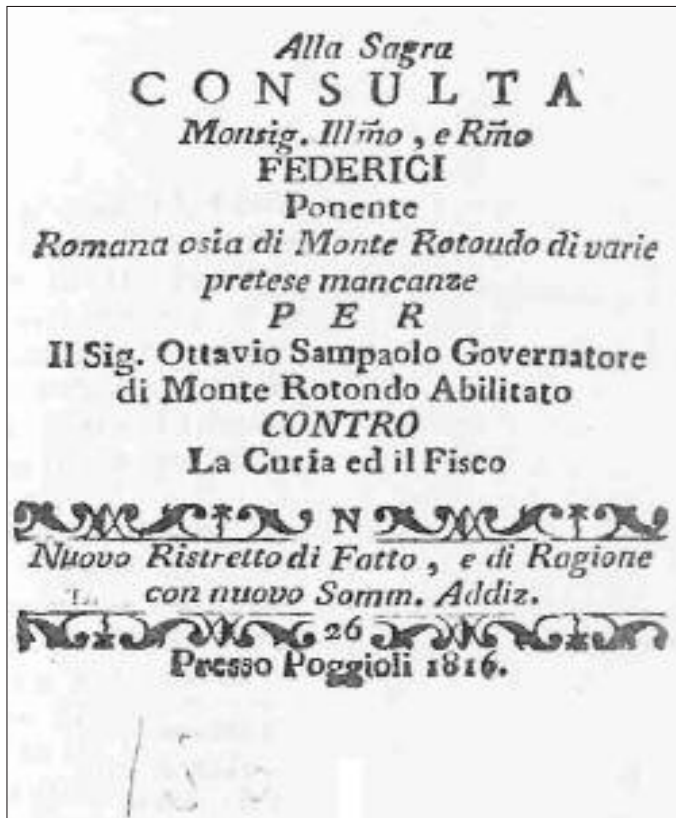 Alla Sagra
CONSULTA
Monsig. Illm̃o, e Rm̃o
FEDERICI
Ponente
Romana osia di Monte Rotoudo di varie
pretese mancanze
PER
Il Sig. Ottavio Sampaolo Governatore
di Monte Rotondo Abilitato
CONTRO
La Curia ed il Fisco
N
Nuovo Ristretto di Fatto, e di Ragione
con nuovo Somm. Addiz.
26
Presso Poggioli 1816.